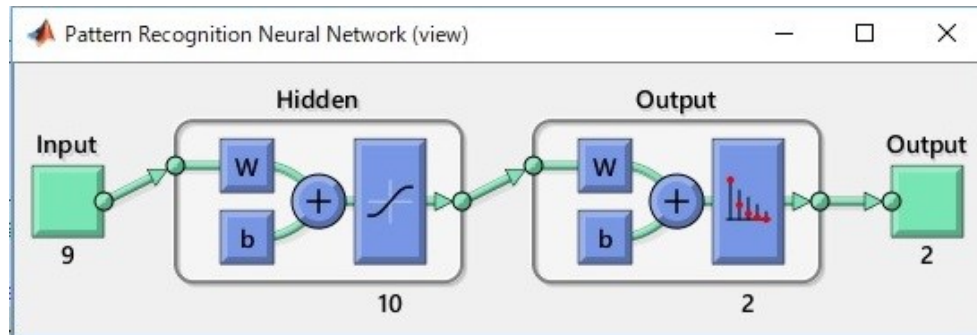 Pattern Recognition Neural Network (view)
Hidden
Output
Input
W
b
+
W
b
+
Output
9
10
2
2